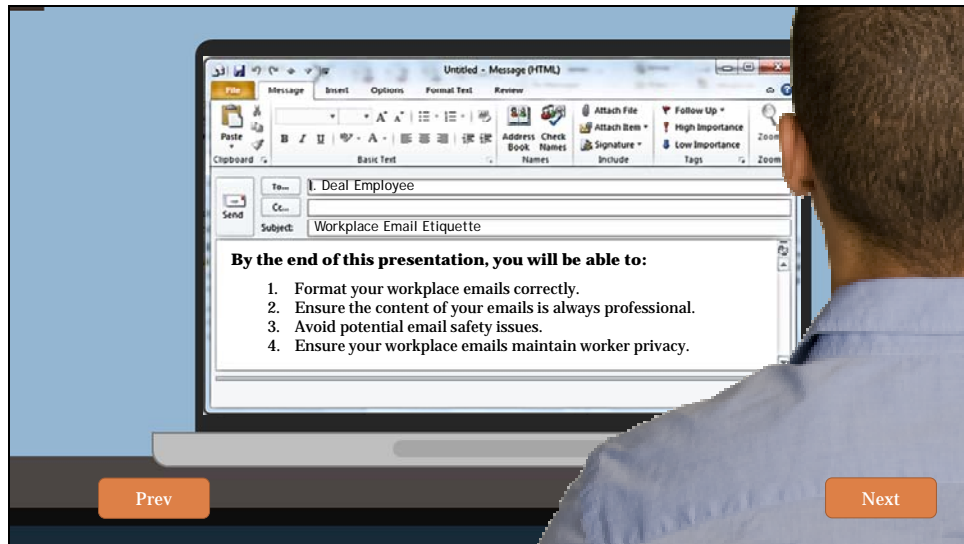 Untitled - Message (HTML)
File Message Insert Options Format Text Review
Attach File Follow Up
Attach Item High Importance
Paste B I U A Address Book Check Names Signature Low Importance Zoom
Clipboard Basic Text Names Include Tags Zoom
To... I. Deal Employee
Send Cc...
Subject: Workplace Email Etiquette
By the end of this presentation, you will be able to:
1. Format your workplace emails correctly.
2. Ensure the content of your emails is always professional.
3. Avoid potential email safety issues.
4. Ensure your workplace emails maintain worker privacy.
Prev Next